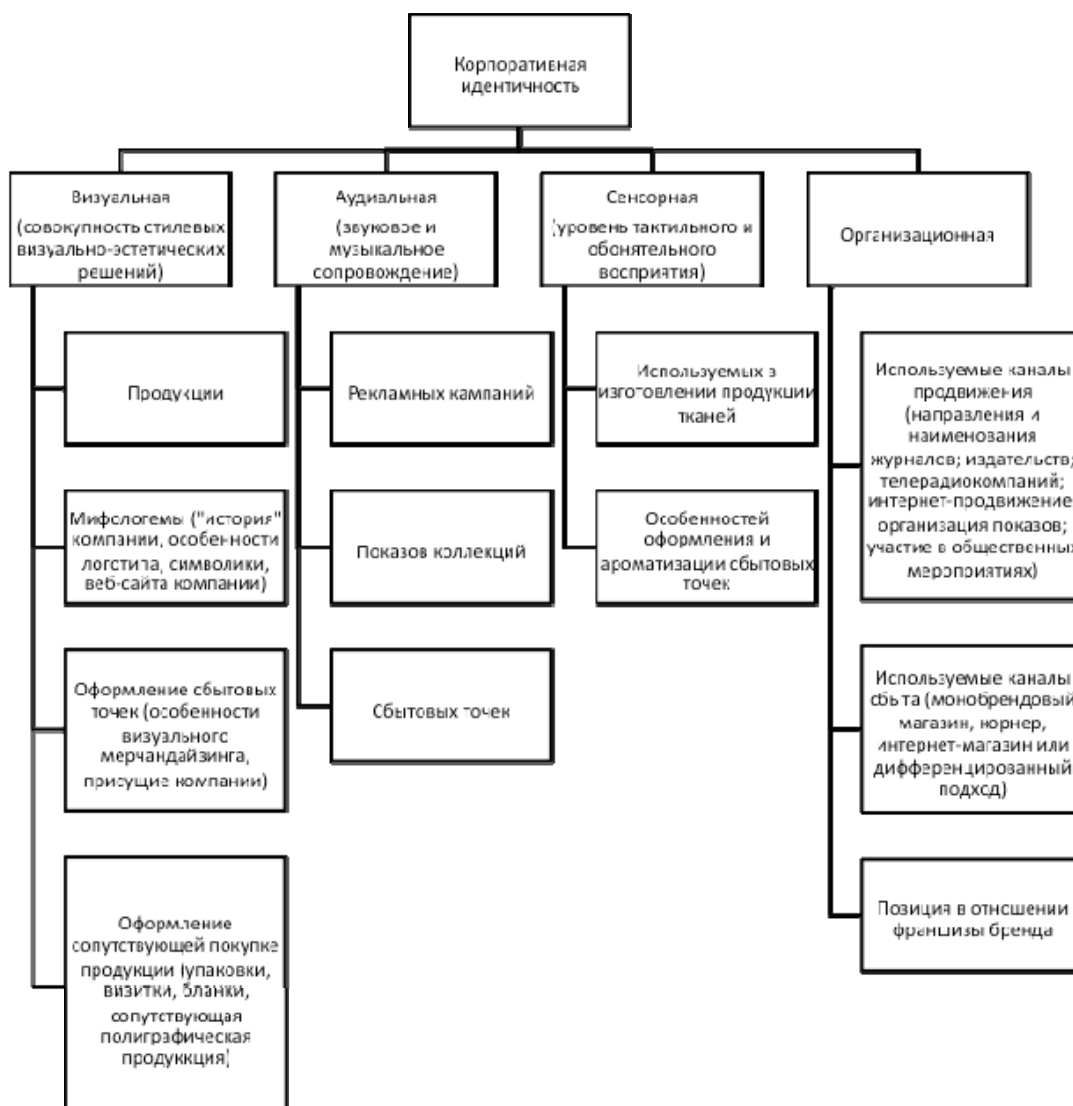 Корпоративная
идентичность
Визуальная
(совокупность стилевых
визуально-эстетических
решений)
Продукции
Мифологемы ("история"
компании, особенности
логотипа, символики,
веб-сайта компании)
Оформление сбытовых
точек (особенности
визуального
мерчандайзинга,
присущие компании)
Оформление
сопутствующей покупке
продукции (упаковки,
визитки, бланки,
сопутствующая
полиграфическая
продуккция)
Аудиальная
(звуковое и
музыкальное
сопровождение)
Рекламных кампаний
Показов коллекций
Сбытовых точек
Сенсорная
(уровень тактильного и
обонятельного
восприятия)
Используемых в
изготовлении продукции
тканей
Особенностей
оформления и
ароматизации сбытовых
точек
Организационная
Используемые каналы
продвижения
(направления и
наименования
журналов; издательств;
телерадиокомпаний;
интернет-продвижение
организация показов;
участие в общественных
мероприятиях)
Используемые каналы
сбыта (монобрендовый
магазин, корнер,
интернет-магазин или
дифференцированный
подход)
Позиция в отношении
франшизы бренда